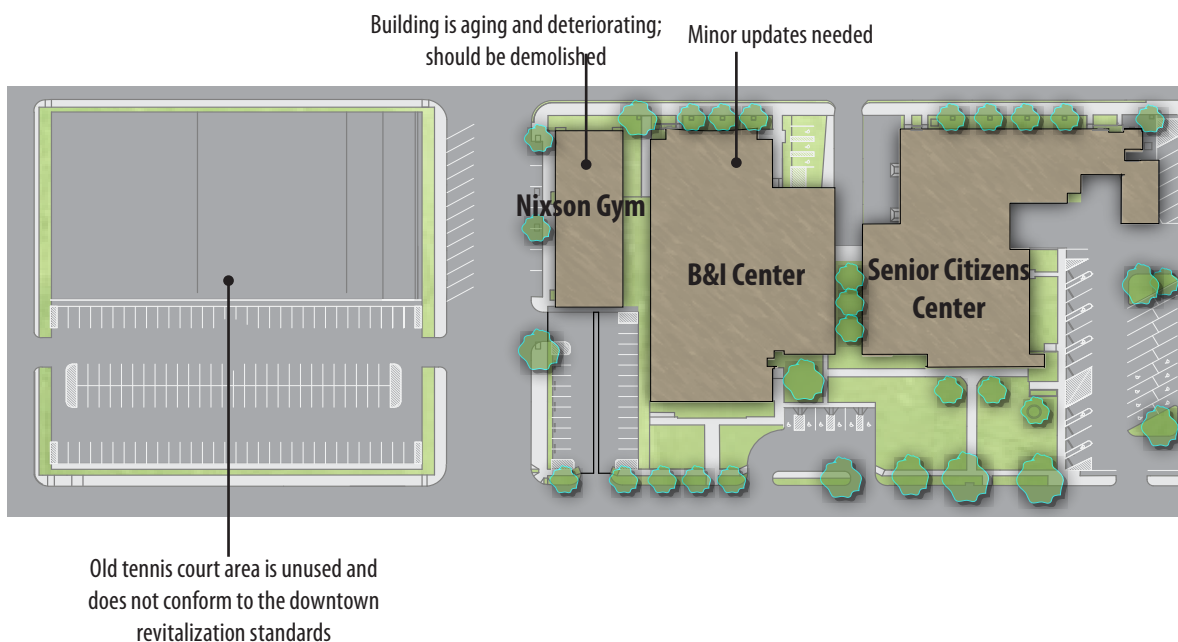 Building is aging and deteriorating;
should be demolished
Minor updates needed
Nixson Gym
B&I Center
Senior Citizens
Center
Old tennis court area is unused and
does not conform to the downtown
revitalization standards